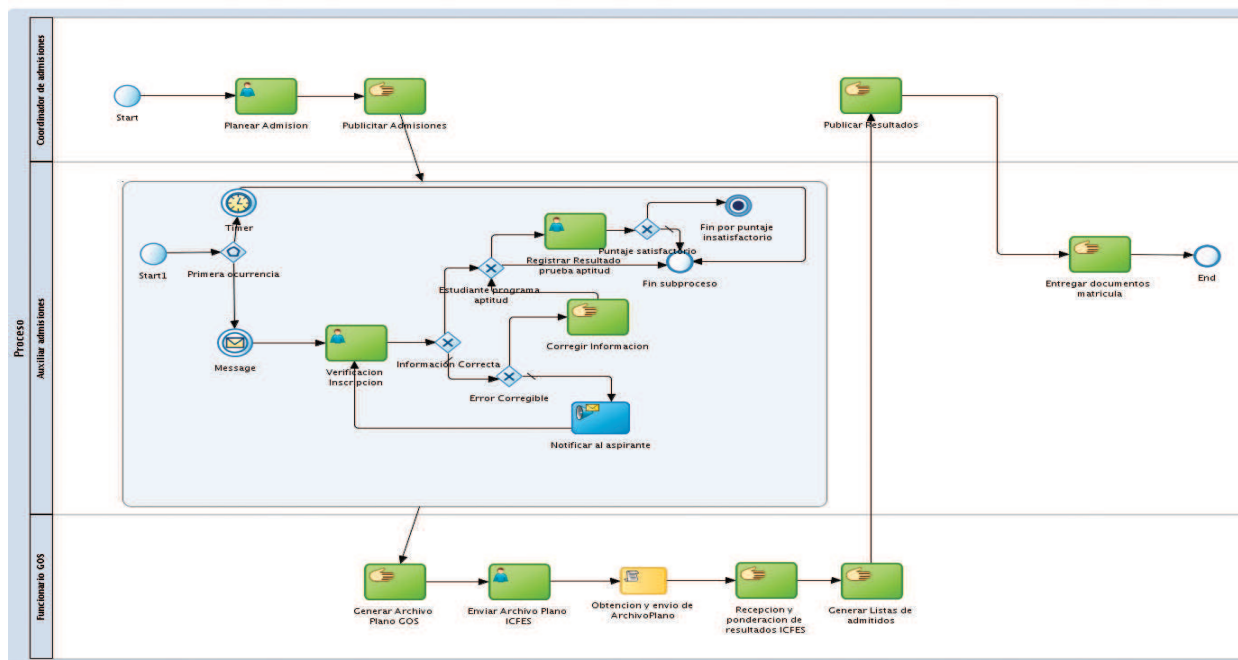 Proceso
Coordinador de admisiones
Start
Planear Admision
Publicitar Admisiones
Publicar Resultados
Auxiliar admisiones
Timer
Start1
Primera ocurrencia
Message
Verificacion
Inscripcion
Información Correcta
Estudiante programa
aptitud
Registrar Resultado
prueba aptitud
Puntaje satisfactorio
Fin por puntaje
insatisfactorio
Fin subproceso
Corregir Informacion
Error Corregible
Notificar al aspirante
Entregar documentos
matricula
End
Funcionario GOS
Generar Archivo
Plano GOS
Enviar Archivo Plano
ICFES
Obtencion y envio de
ArchivoPlano
Recepcion y
ponderacion de
resultados ICFES
Generar Listas de
admitidos